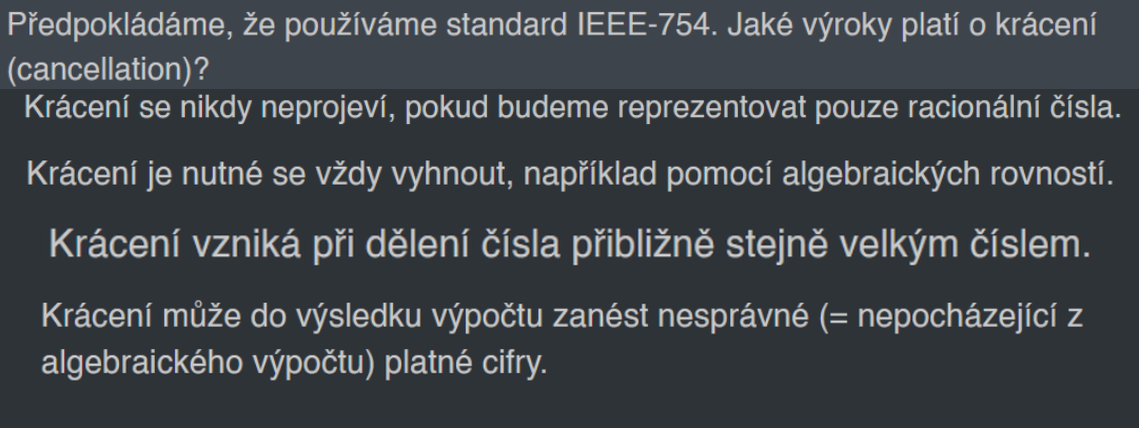 Předpokládáme, že používáme standard IEEE-754. Jaké výroky platí o krácení
(cancellation)?
Krácení se nikdy neprojeví, pokud budeme reprezentovat pouze racionální čísla.
Krácení je nutné se vždy vyhnout, například pomocí algebraických rovností.
Krácení vzniká při dělení čísla přibližně stejně velkým číslem.
Krácení může do výsledku výpočtu zanést nesprávné (= nepocházející z
algebraického výpočtu) platné cifry.